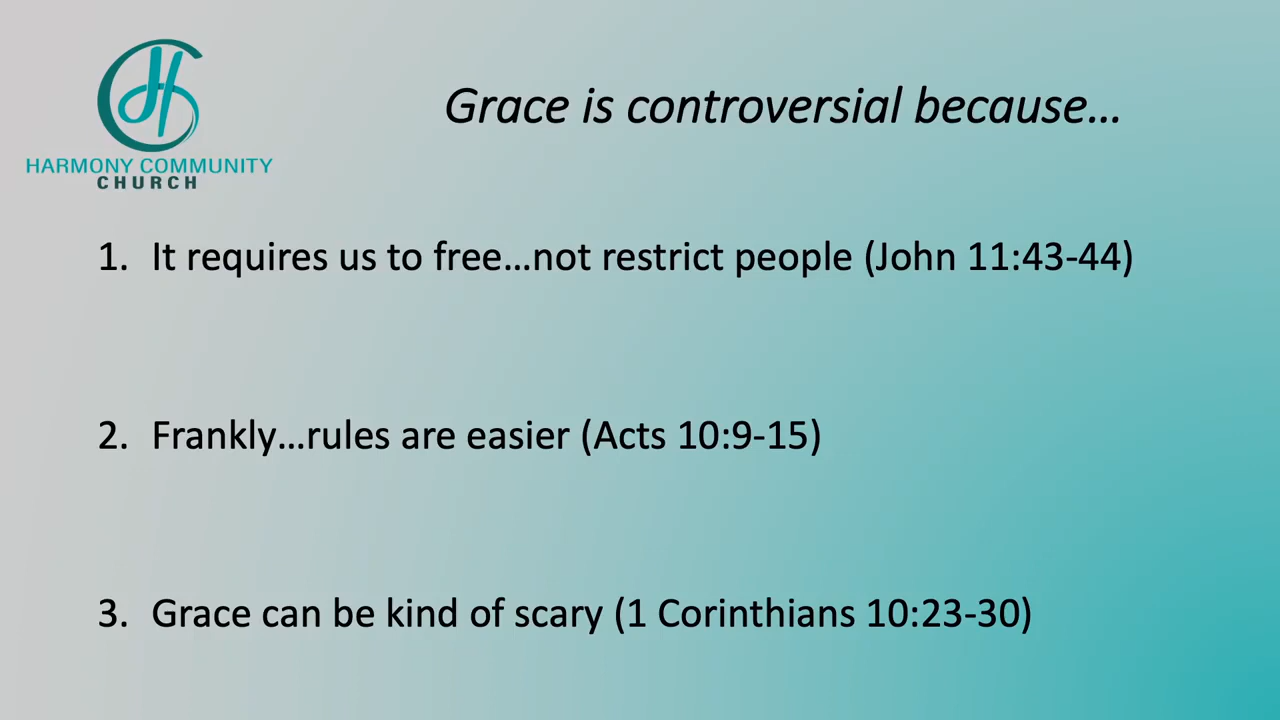 HARMONY COMMUNITY
CHURCH
Grace is controversial because…
1. It requires us to free…not restrict people (John 11:43-44)
2. Frankly…rules are easier (Acts 10:9-15)
3. Grace can be kind of scary (1 Corinthians 10:23-30)